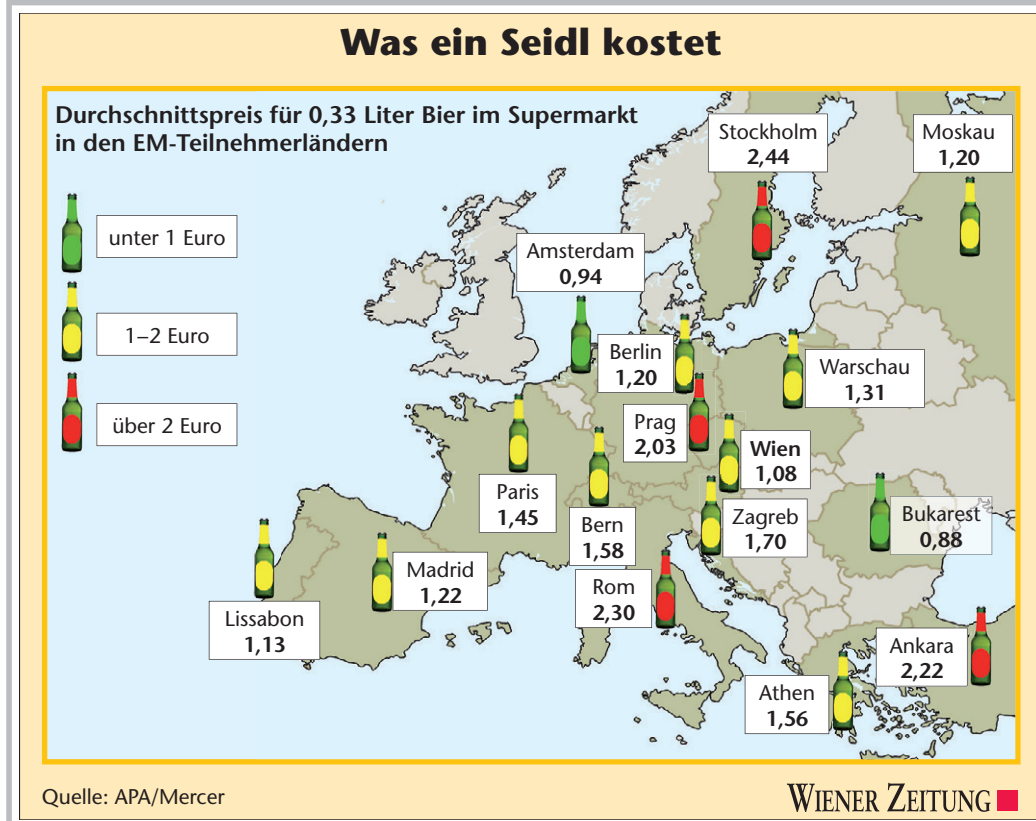 Was ein Seidl kostet
Durchschnittspreis für 0,33 Liter Bier im Supermarkt
in den EM-Teilnehmerländern
unter 1 Euro
1–2 Euro
über 2 Euro
Stockholm
2,44
Moskau
1,20
Amsterdam
0,94
Berlin
1,20
Warschau
1,31
Prag
2,03
Wien
1,08
Paris
1,45
Bern
1,58
Zagreb
1,70
Bukarest
0,88
Madrid
1,22
Lissabon
1,13
Rom
2,30
Ankara
2,22
Athen
1,56
Quelle: APA/Mercer
WIENER ZEITUNG